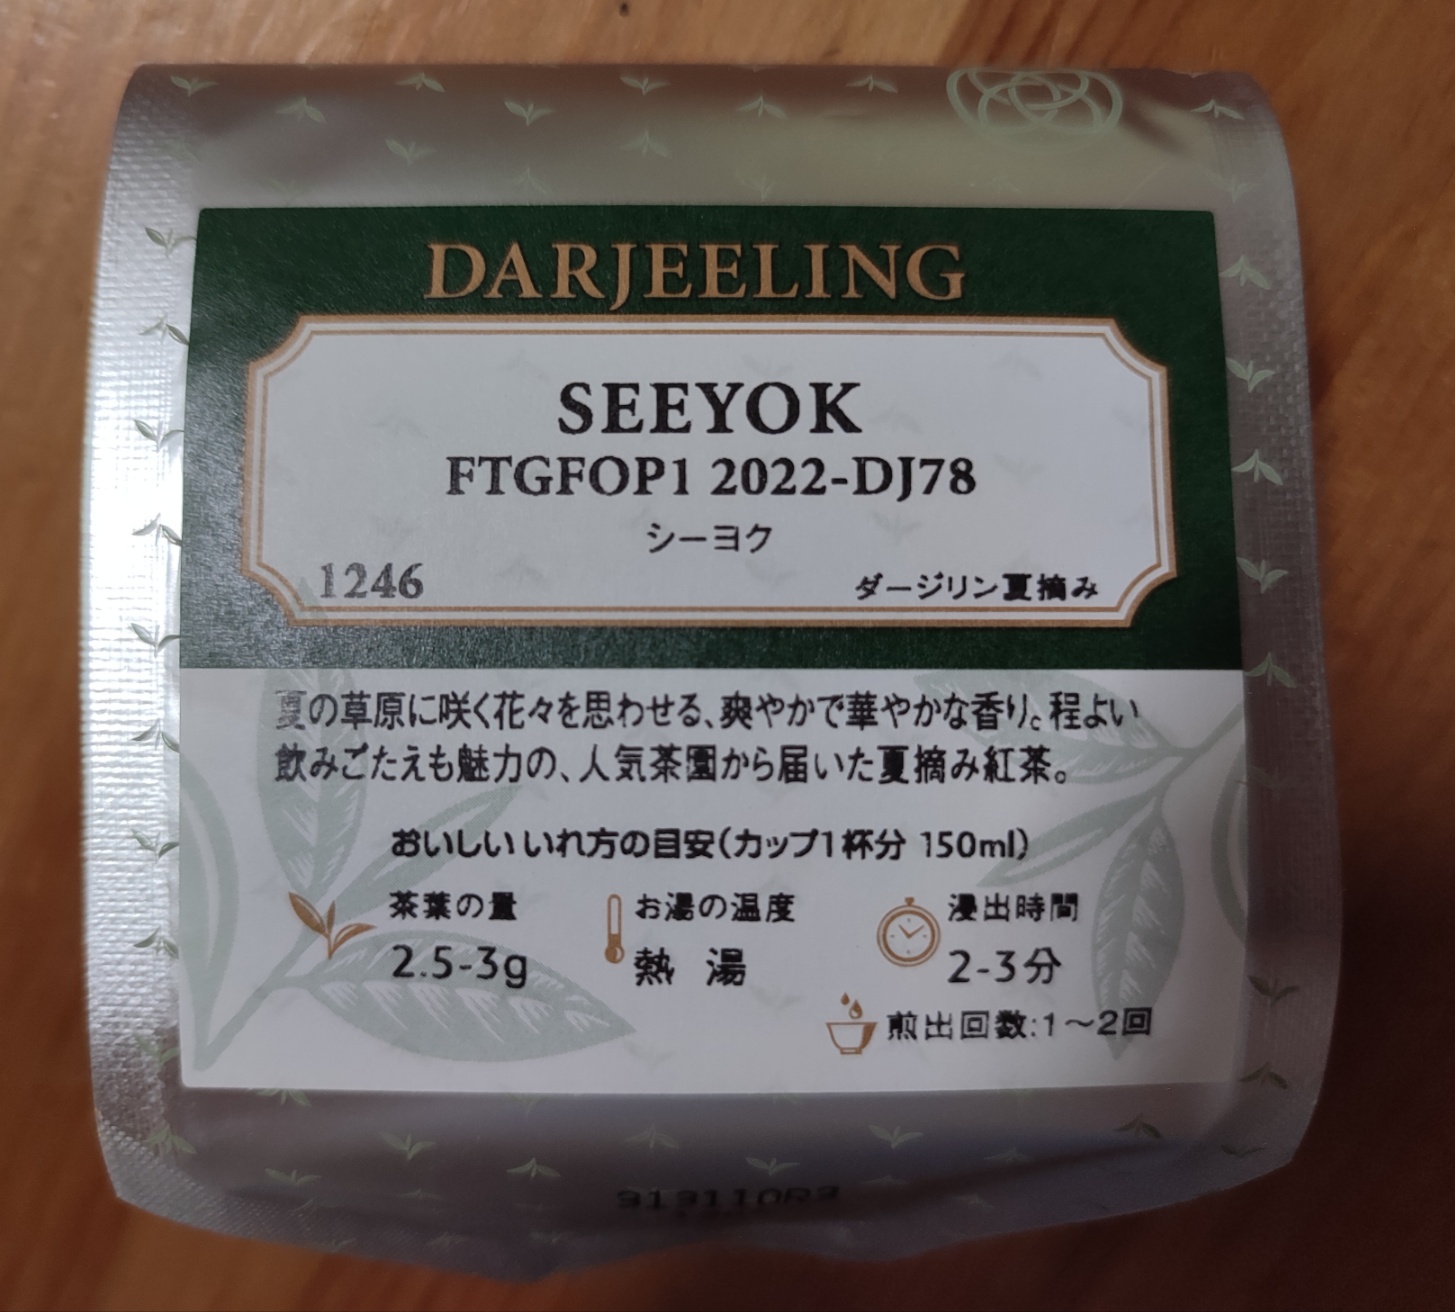 DARJEELING
SEEYOK
FTGFOP1 2022-DJ78
シーヨク
1246
ダージリン夏摘み
夏の草原に咲く花々を思わせる、爽やかで華やかな香り。程よい
飲みごたえも魅力の、人気茶園から届いた夏摘み紅茶。
おいしいいれ方の目安(カップ1杯分 150ml)
茶葉の量
2.5-3g
お湯の温度
熱 湯
浸出時間
2-3分
煎出回数:1～2回